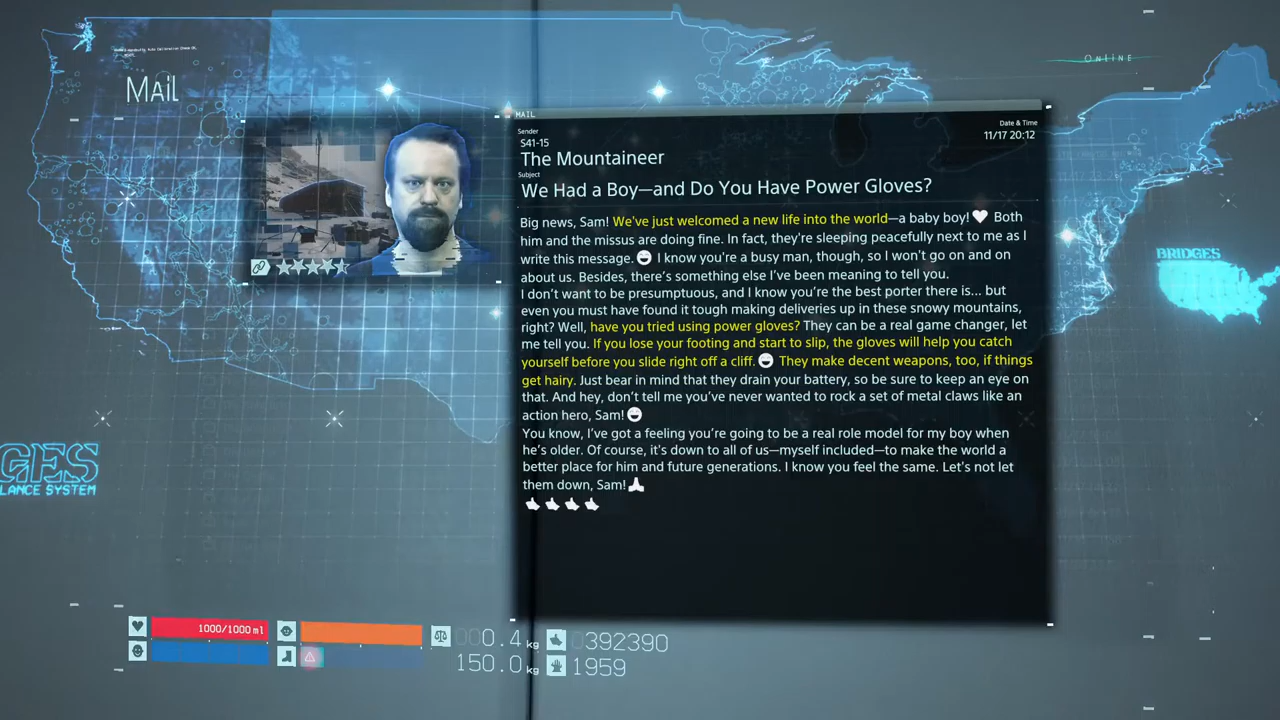 MAIL
ONLINE
MAIL
Sender
S41-15
The Mountaineer
Date & Time
11/17 20:12
Subject
We Had a Boy—and Do You Have Power Gloves?
Big news, Sam! We've just welcomed a new life into the world—a baby boy! Both
him and the missus are doing fine. In fact, they're sleeping peacefully next to me as I
write this message. I know you're a busy man, though, so I won't go on and on
about us. Besides, there's something else I've been meaning to tell you.
I don't want to be presumptuous, and I know you're the best porter there is... but
even you must have found it tough making deliveries up in these snowy mountains,
right? Well, have you tried using power gloves? They can be a real game changer, let
me tell you. If you lose your footing and start to slip, the gloves will help you catch
yourself before you slide right off a cliff. They make decent weapons, too, if things
get hairy. Just bear in mind that they drain your battery, so be sure to keep an eye on
that. And hey, don't tell me you've never wanted to rock a set of metal claws like an
action hero, Sam!
You know, I've got a feeling you're going to be a real role model for my boy when
he's older. Of course, it's down to all of us—myself included—to make the world a
better place for him and future generations. I know you feel the same. Let's not let
them down, Sam!
BRIDGES
GES
LANCE SYSTEM
1000/1000 ml
000.4 kg
150.0 kg
0392390
1959